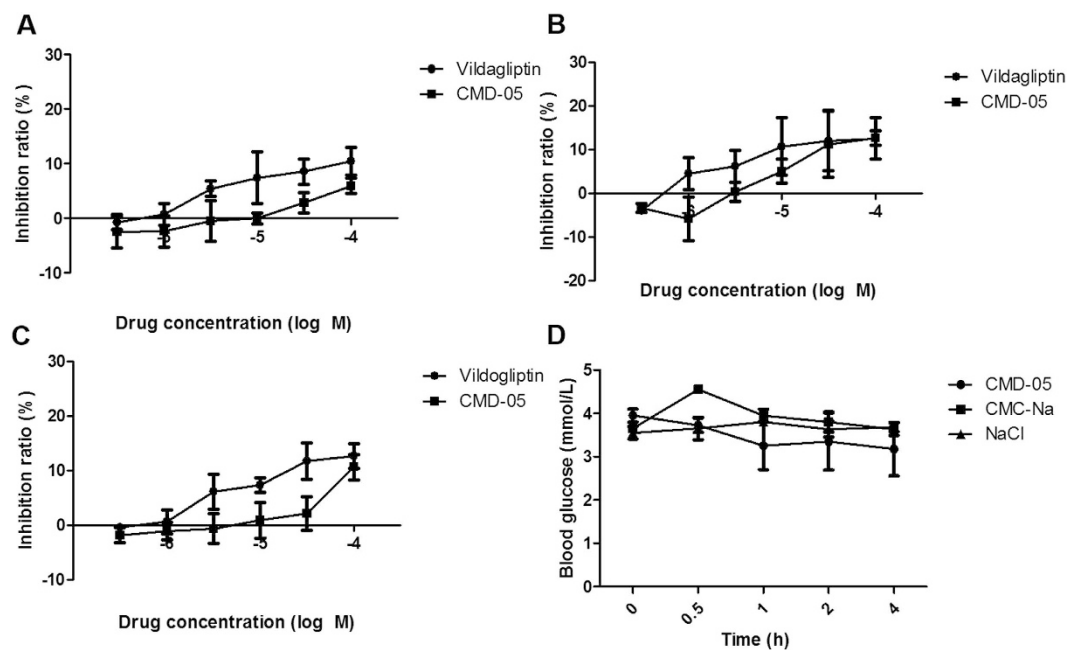 A
30
20
10
0
-10
-6
-5
-4
Inhibition ratio (%)
Drug concentration (log M)
Vildagliptin
CMD-05
B
30
20
10
0
-10
-20
-6
-5
-4
Inhibition ratio (%)
Drug concentration (log M)
Vildagliptin
CMD-05
C
30
20
10
0
-10
-6
-5
-4
Inhibition ratio (%)
Drug concentration (log M)
Vildogliptin
CMD-05
D
5
4
3
2
1
0
0
0.5
1
2
4
Blood glucose (mmol/L)
Time (h)
CMD-05
CMC-Na
NaCl